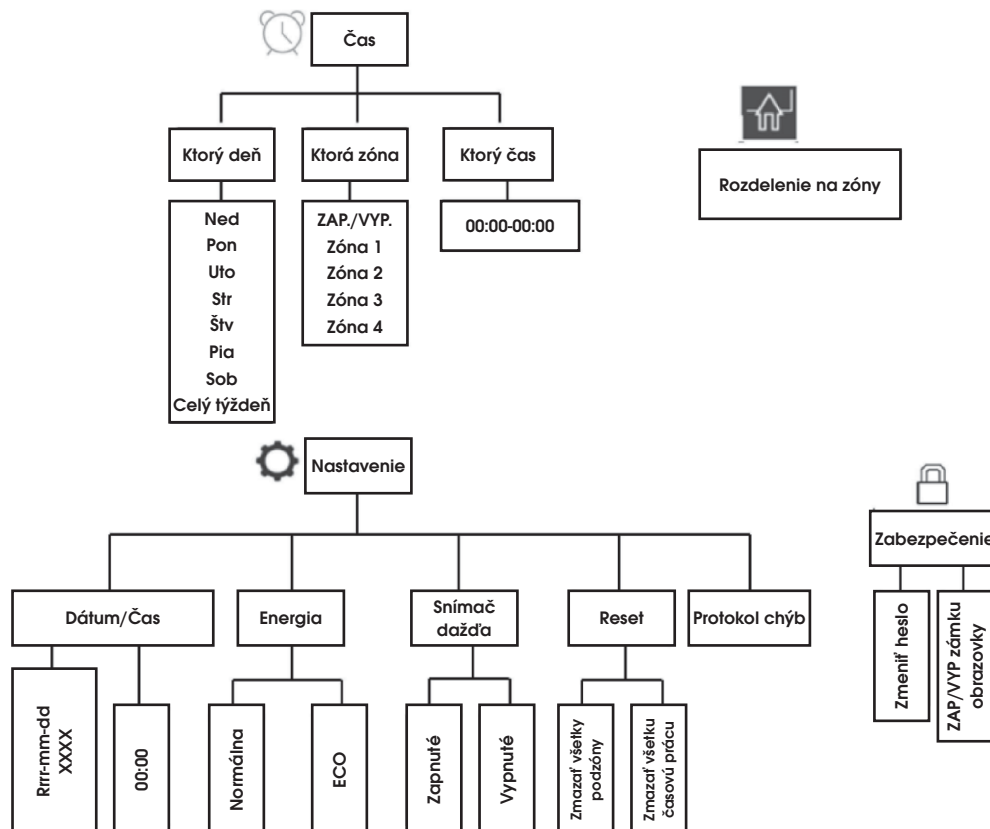 Čas
Ktorý deň
Ktorá zóna
Ktorý čas
Ned
Pon
Uto
Str
Štv
Pia
Sob
Celý týždeň
ZAP./VYP.
Zóna 1
Zóna 2
Zóna 3
Zóna 4
00:00-00:00
Rozdelenie na zóny
Nastavenie
Dátum/Čas
Energia
Snímač
dažďa
Reset
Protokol chýb
Rrrr-mm-dd
XXXX
00:00
Normálna
ECO
Zapnuté
Vypnuté
Zmazať všetky
podzóny
Zmazať všetku
časovú prácu
Zabezpečenie
Zmeniť heslo
ZAP/VYP zámku
obrazovky